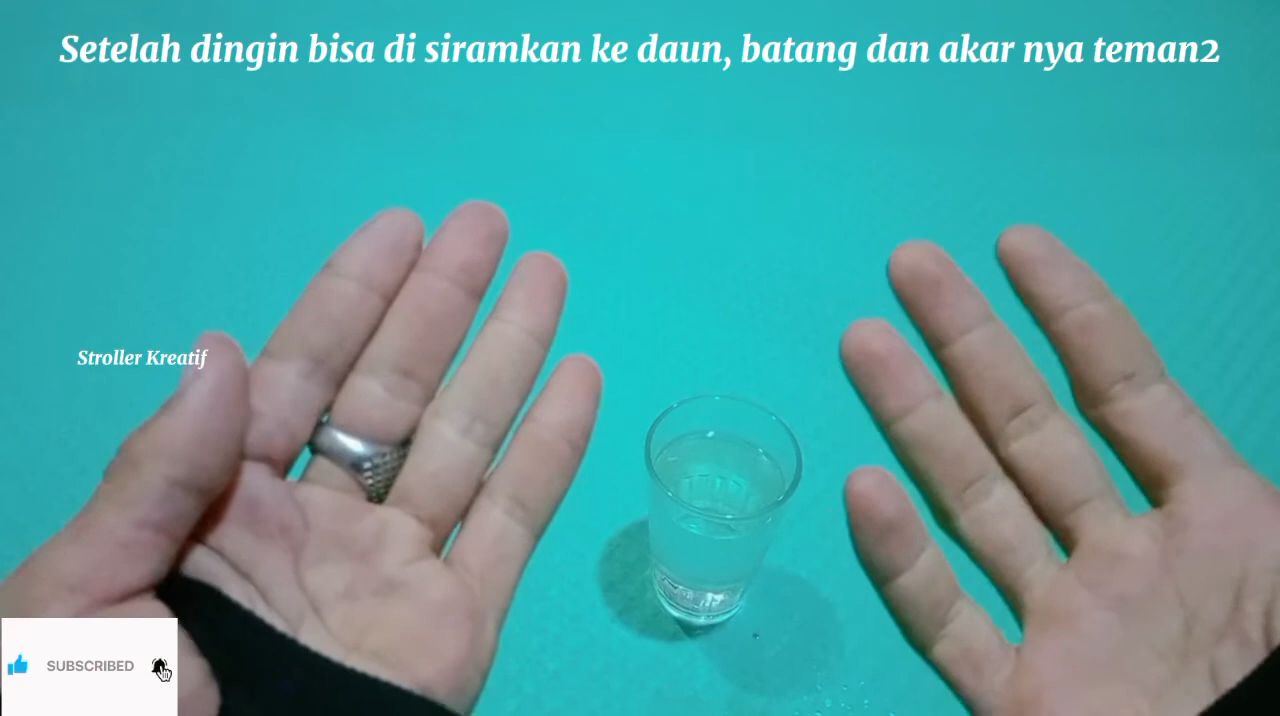 Setelah dingin bisa di siramkan ke daun, batang dan akar nya teman2
Stroller Kreatif
SUBSCRIBED